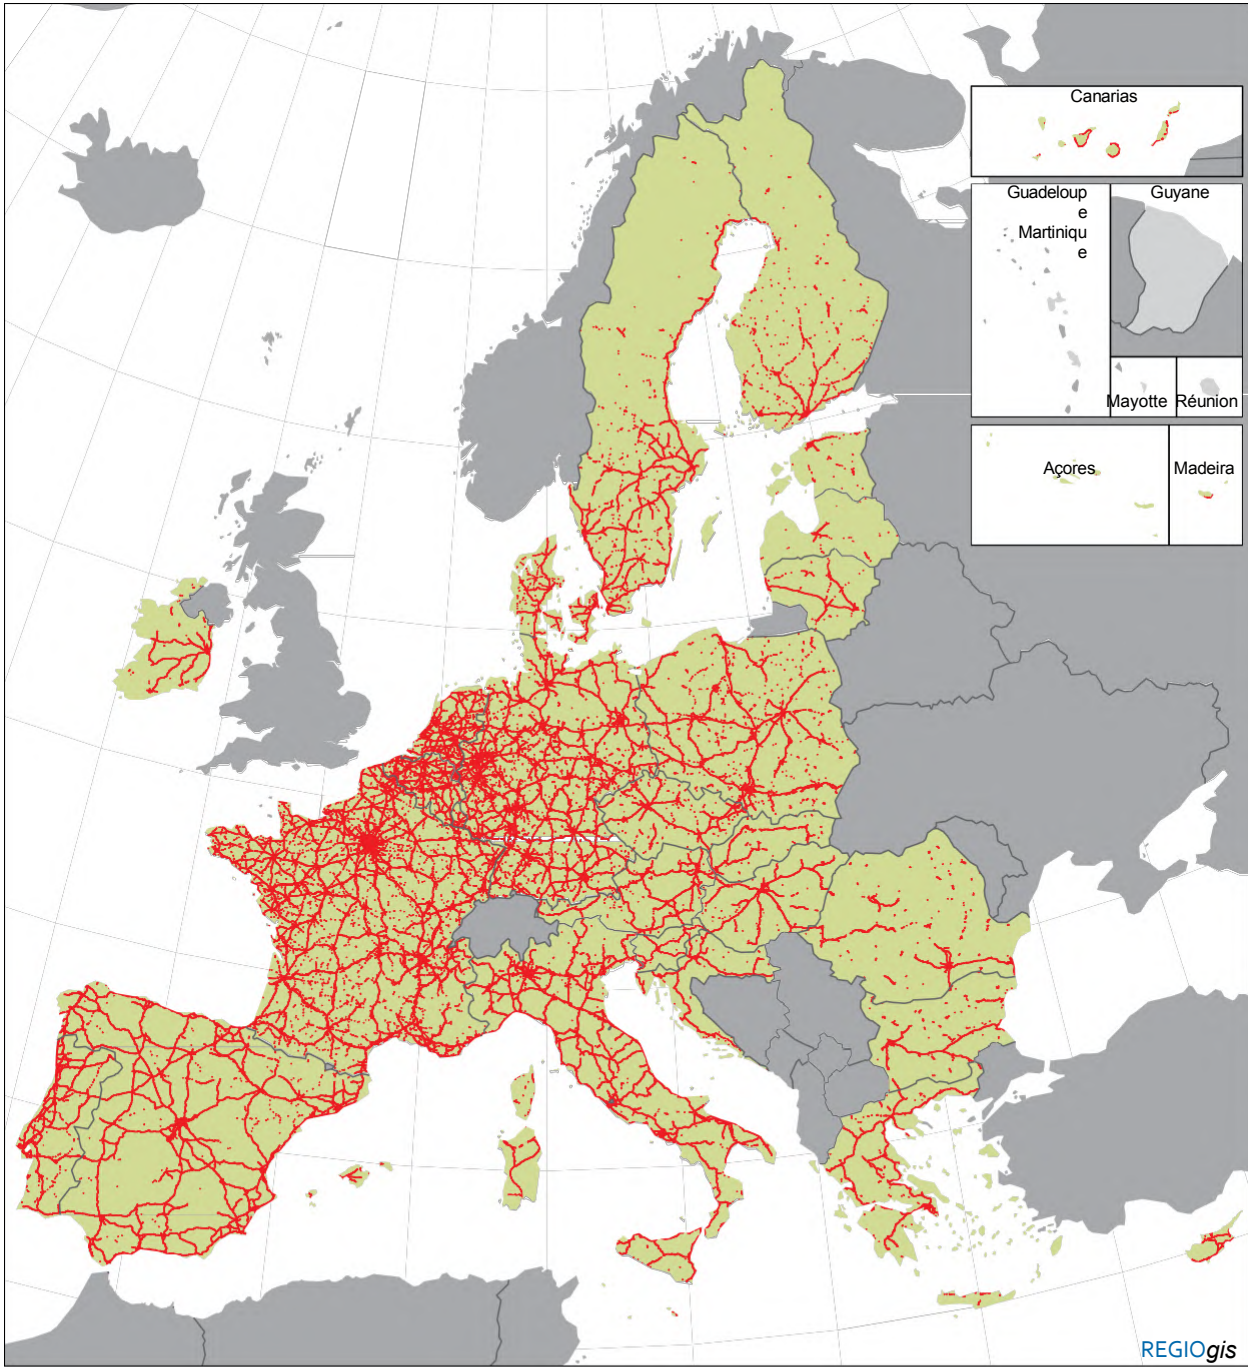 Canarias
Guadeloup
e
Martiniqu
e
Guyane
Mayotte
Réunion
Açores
Madeira
REGIOgis